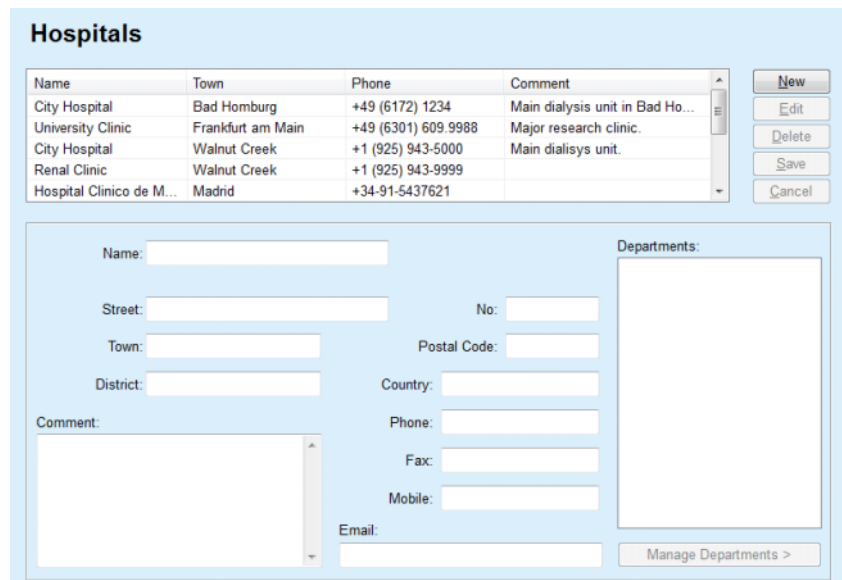 Hospitals
Name Town Phone Comment
City Hospital Bad Homburg +49 (6172) 1234 Main dialysis unit in Bad Ho...
University Clinic Frankfurt am Main +49 (6301) 609.9988 Major research clinic.
City Hospital Walnut Creek +1 (925) 943-5000 Main dialisys unit.
Renal Clinic Walnut Creek +1 (925) 943-9999
Hospital Clinico de M... Madrid +34-91-5437621
New
Edit
Delete
Save
Cancel
Name:
Departments:
Street: No:
Town: Postal Code:
District: Country:
Comment: Phone:
Fax:
Mobile:
Email:
Manage Departments >